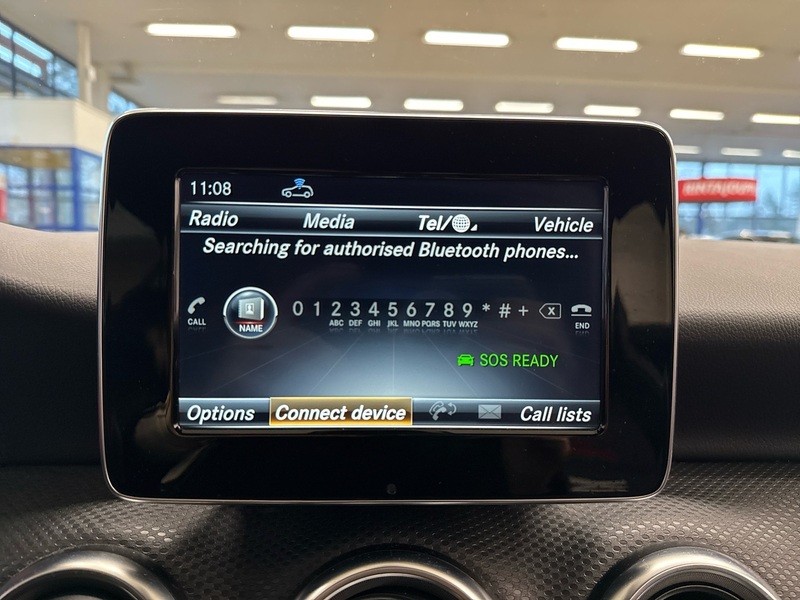 11:08
Radio Media Tel/ Vehicle
Searching for authorised Bluetooth phones...
CALL NAME 0 1 2 3 4 5 6 7 8 9 * # + X END
ABC DEF GHI JKL MNO PQRS TUV WXYZ
SOS READY
Options Connect device Call lists